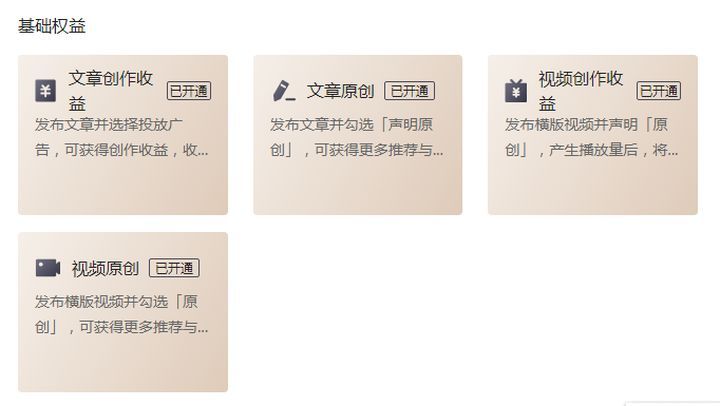 基础权益
文章创作收益
已开通
发布文章并选择投放广
告，可获得创作收益，收...
文章原创
已开通
发布文章并勾选「声明原
创」，可获得更多推荐与...
视频创作收益
已开通
发布横版视频并声明「原
创」，产生播放量后，将...
视频原创
已开通
发布横版视频并勾选「原
创」，可获得更多推荐与...